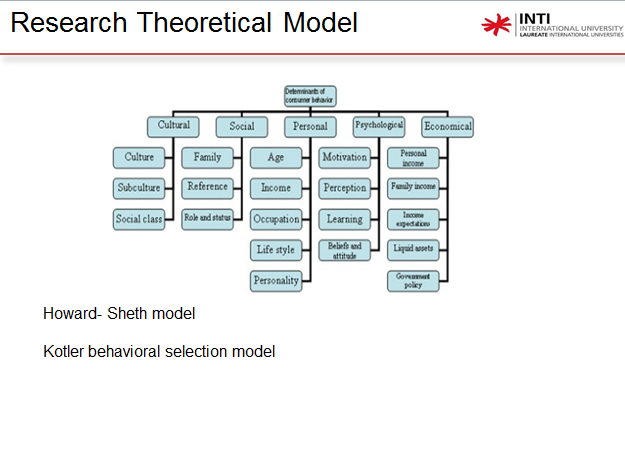 Research Theoretical Model
INTI
INTERNATIONAL UNIVERSITY
LAUREATE INTERNATIONAL UNIVERSITIES
Determinants of
consumer behavior
Cultural
Social
Personal
Psychological
Economical
Culture
Family
Age
Motivation
Personal
income
Subculture
Reference
Income
Perception
Family income
Social class
Role and status
Occupation
Learning
Income
expectations
Life style
Beliefs and
attitude
Liquid assets
Personality
Government
policy
Howard- Sheth model
Kotler behavioral selection model